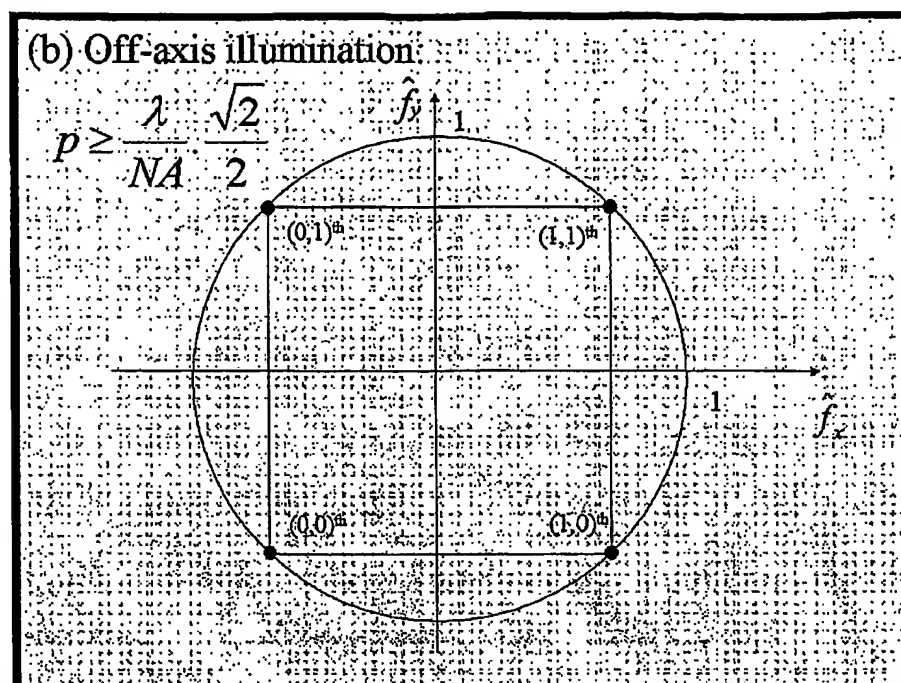 (b) Off-axis illumination:
p ≥ λ/NA √2/2
f̂y
1
(0,1)th
(1,1)th
1
f̂x
(0,0)th
(1,0)th